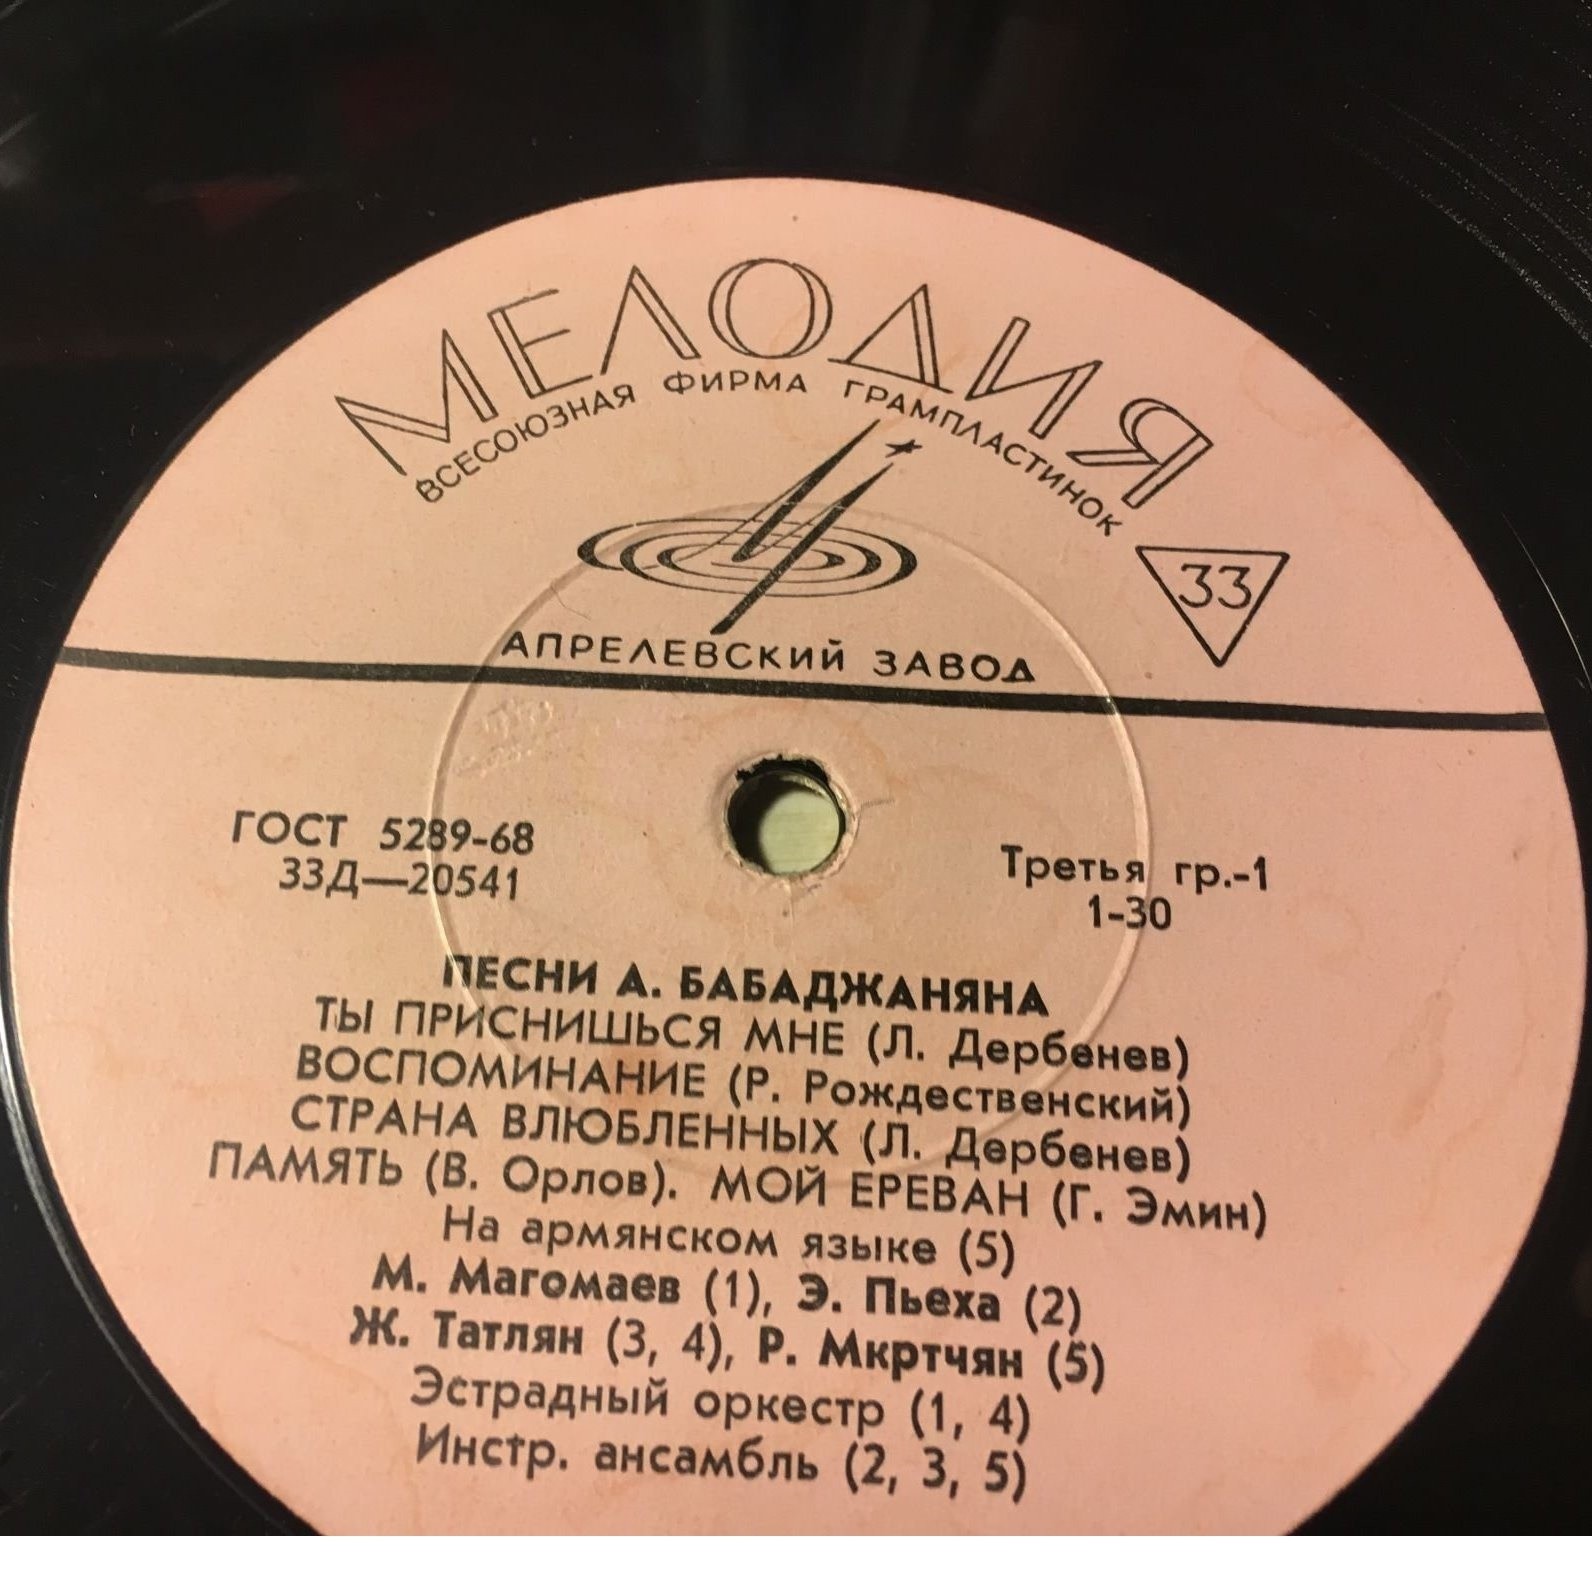 МЕЛОДИЯ
ВСЕСОЮЗНАЯ ФИРМА ГРАМПЛАСТИНОК
33
АПРЕЛЕВСКИЙ ЗАВОД
ГОСТ 5289-68
33Д—20541
Третья гр.-1
1-30
ПЕСНИ А. БАБАДЖАНЯНА
ТЫ ПРИСНИШЬСЯ МНЕ (Л. Дербенев)
ВОСПОМИНАНИЕ (Р. Рождественский)
СТРАНА ВЛЮБЛЕННЫХ (Л. Дербенев)
ПАМЯТЬ (В. Орлов). МОЙ ЕРЕВАН (Г. Эмин)
На армянском языке (5)
М. Магомаев (1), Э. Пьеха (2)
Ж. Татлян (3, 4), Р. Мкртчян (5)
Эстрадный оркестр (1, 4)
Инстр. ансамбль (2, 3, 5)